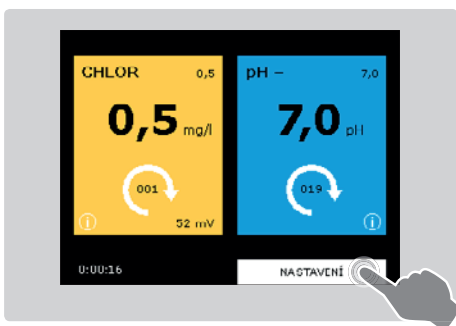 CHLOR 0,5
0,5 mg/l
001
i
52 mV
pH – 7,0
7,0 pH
019
i
0:00:16
NASTAVENÍ